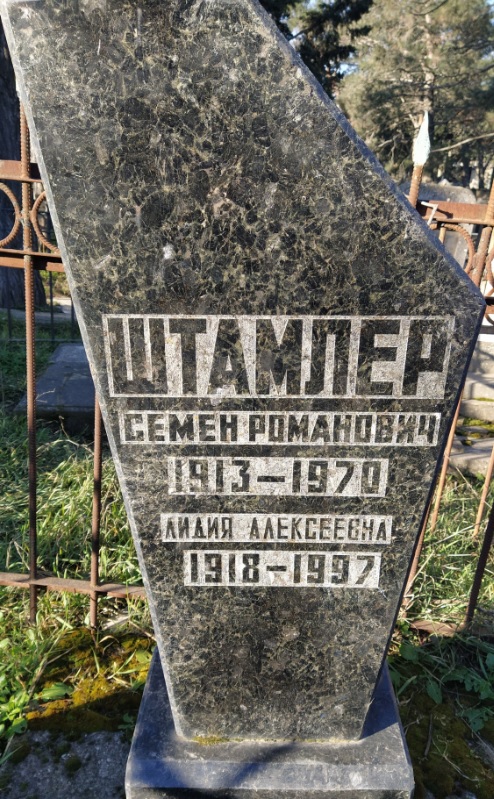 ШТАМЛЕР
СЕМЕН РОМАНОВИЧ
1913-1970
ЛИДИЯ АЛЕКСЕЕВНА
1918-1997